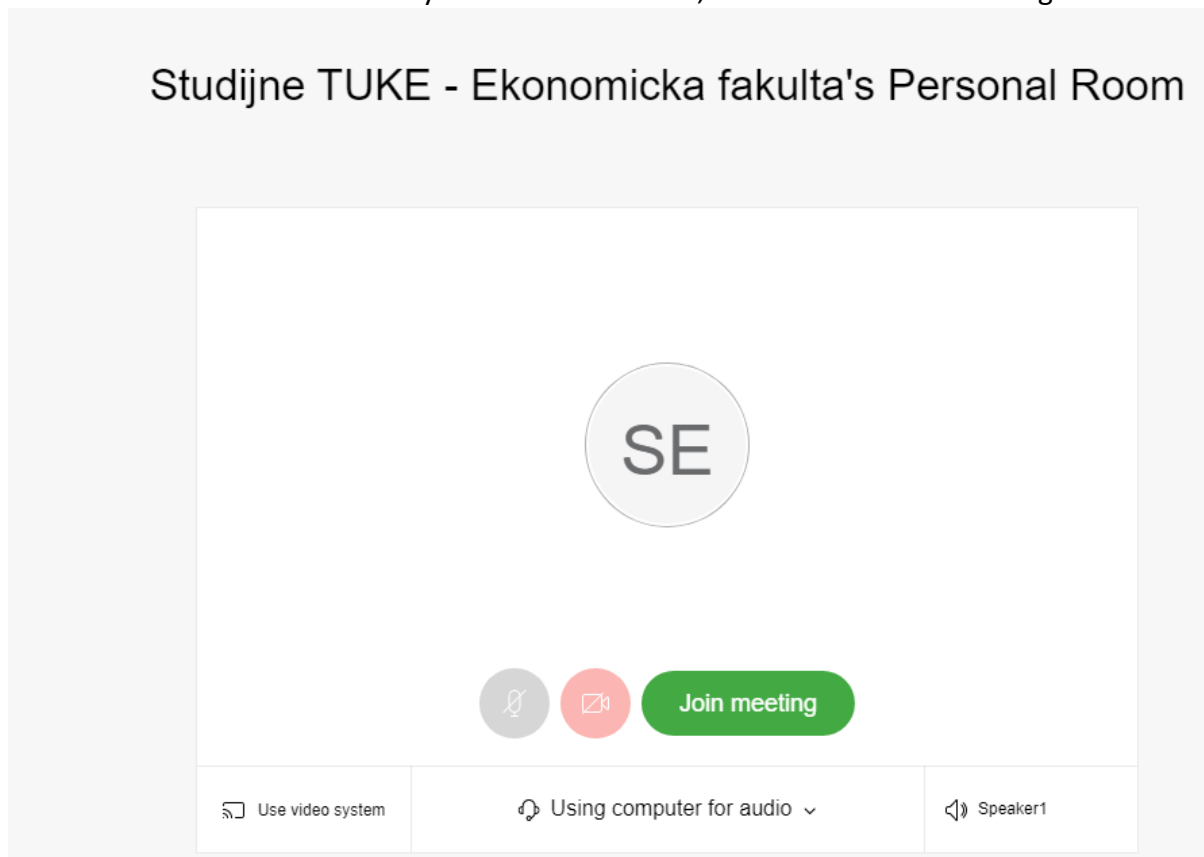 Studijne TUKE - Ekonomicka fakulta's Personal Room
SE
Join meeting
Use video system
Using computer for audio
Speaker1